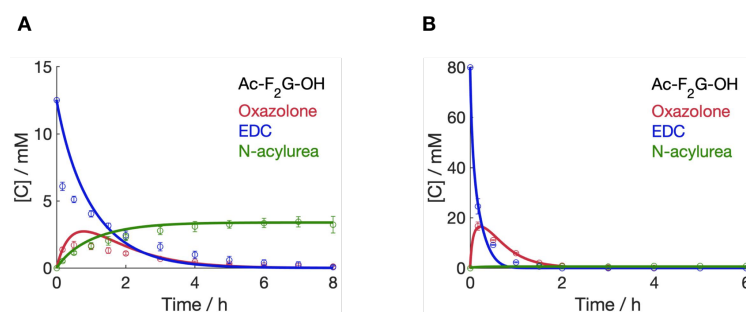 A
B
15
10
5
0
[C] / mM
Ac-F₂G-OH
Oxazolone
EDC
N-acylurea
0 2 4 6 8
Time / h
80
60
40
20
0
[C] / mM
Ac-F₂G-OH
Oxazolone
EDC
N-acylurea
0 2 4 6
Time / h